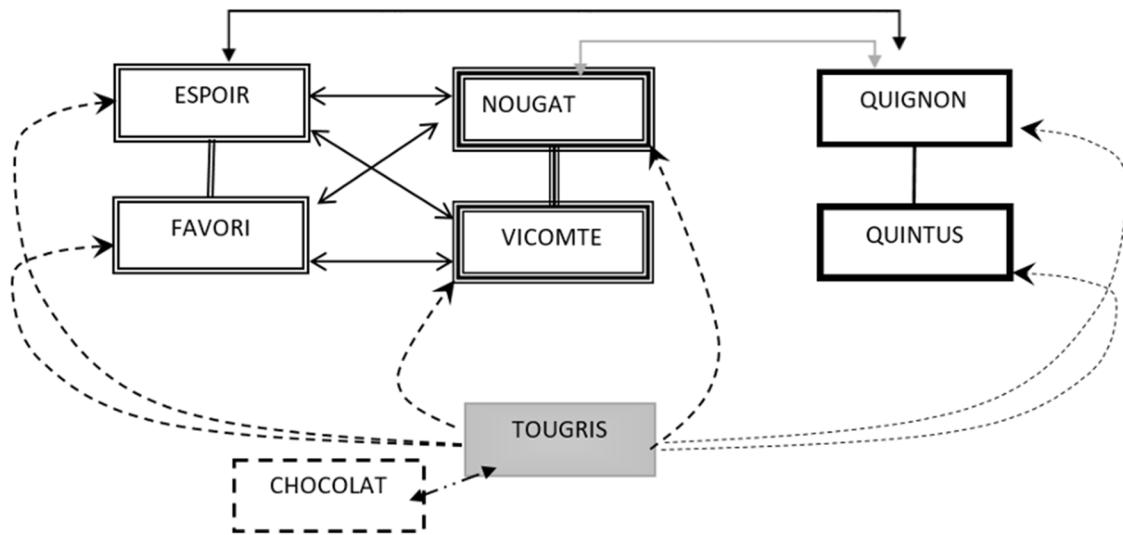 ESPOIR
NOUGAT
QUIGNON
FAVORI
VICOMTE
QUINTUS
TOUGRIS
CHOCOLAT